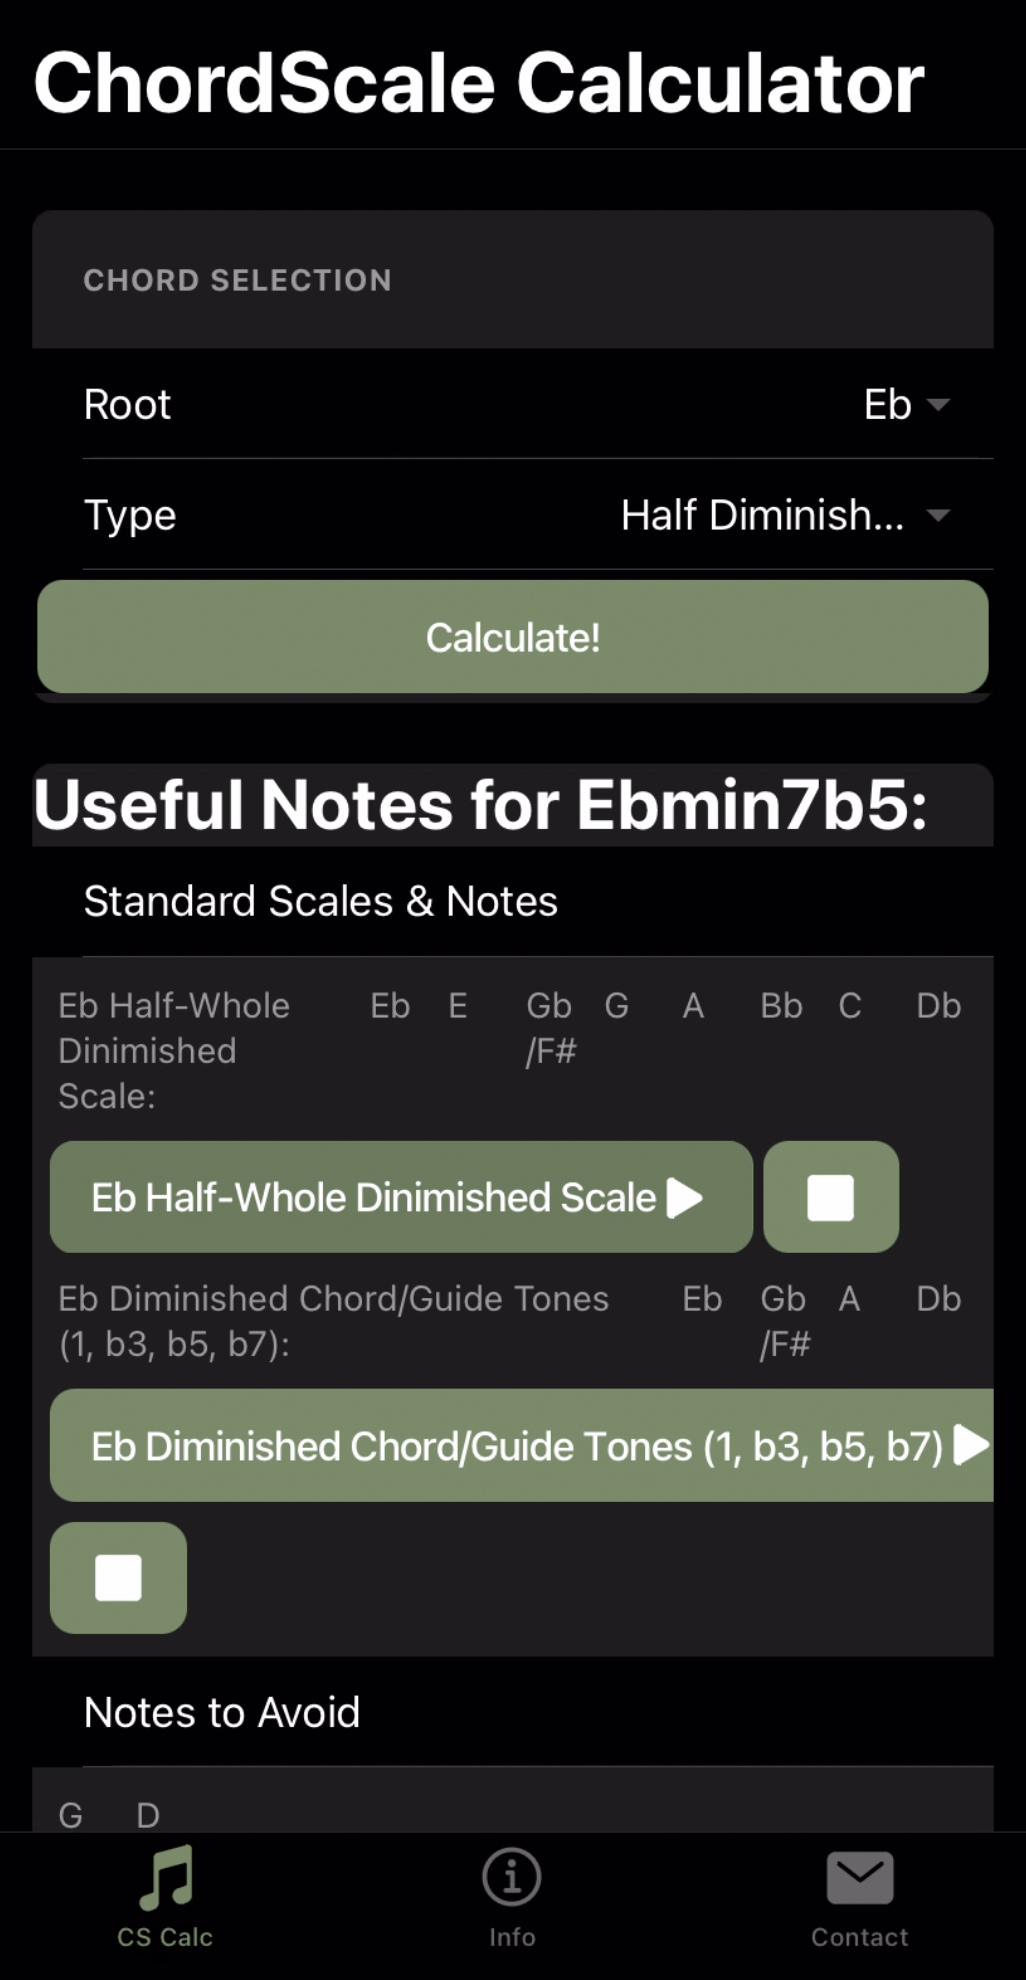 ChordScale Calculator
CHORD SELECTION
Root Eb
Type Half Diminish...
Calculate!
Useful Notes for Ebmin7b5:
Standard Scales & Notes
Eb Half-Whole Eb E Gb G A Bb C Db
Dinimished /F#
Scale:
Eb Half-Whole Dinimished Scale
Eb Diminished Chord/Guide Tones Eb Gb A Db
(1, b3, b5, b7): /F#
Eb Diminished Chord/Guide Tones (1, b3, b5, b7)
Notes to Avoid
G D
CS Calc Info Contact